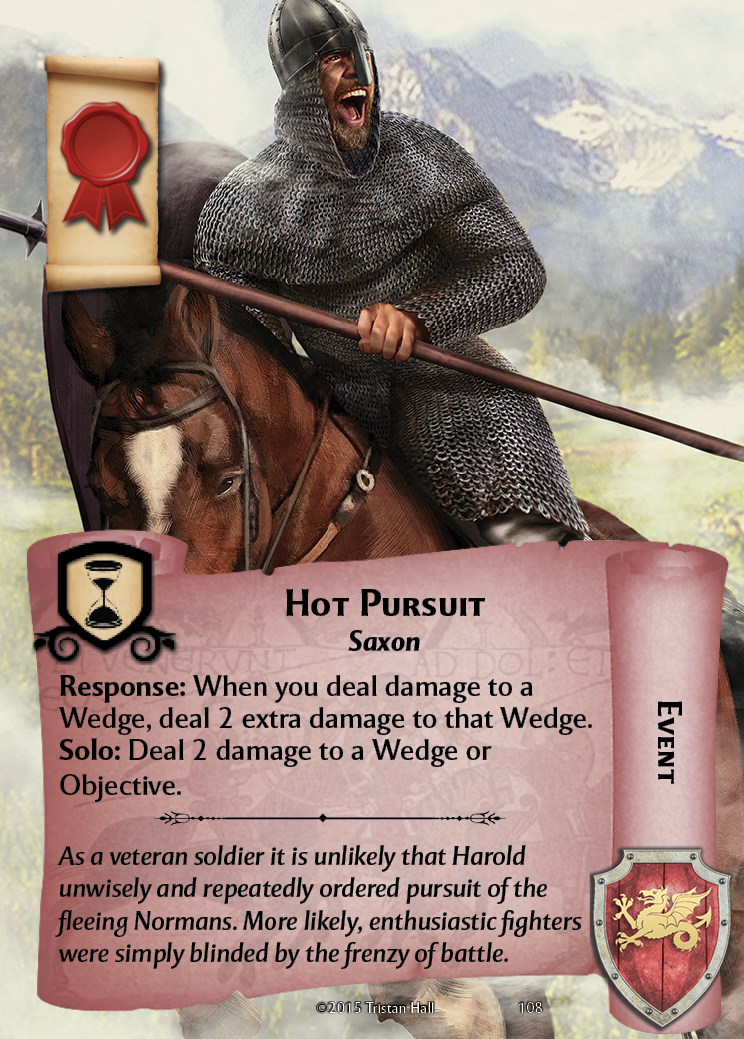 Hot Pursuit
Saxon
Response: When you deal damage to a
Wedge, deal 2 extra damage to that Wedge.
Solo: Deal 2 damage to a Wedge or
Objective.
As a veteran soldier it is unlikely that Harold
unwisely and repeatedly ordered pursuit of the
fleeing Normans. More likely, enthusiastic fighters
were simply blinded by the frenzy of battle.
Event
©2015 Tristan Hall
108